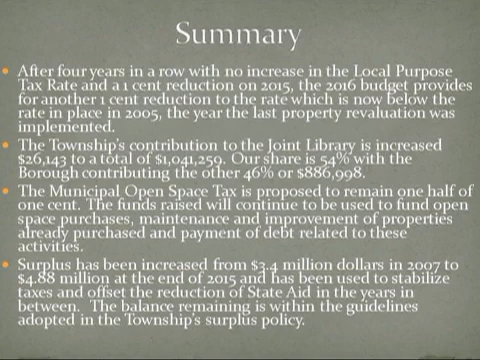 Summary
After four years in a row with no increase in the Local Purpose
Tax Rate and a 1 cent reduction on 2015, the 2016 budget provides
for another 1 cent reduction to the rate which is now below the
rate in place in 2005, the year the last property revaluation was
implemented.
The Township's contribution to the Joint Library is increased
$26,143 to a total of $1,041,259. Our share is 54% with the
Borough contributing the other 46% or $886,998.
The Municipal Open Space Tax is proposed to remain one half of
one cent. The funds raised will continue to be used to fund open
space purchases, maintenance and improvement of properties
already purchased and payment of debt related to these
activities.
Surplus has been increased from $3.4 million dollars in 2007 to
$4.88 million at the end of 2015 and has been used to stabilize
taxes and offset the reduction of State Aid in the years in
between. The balance remaining is within the guidelines
adopted in the Township's surplus policy.